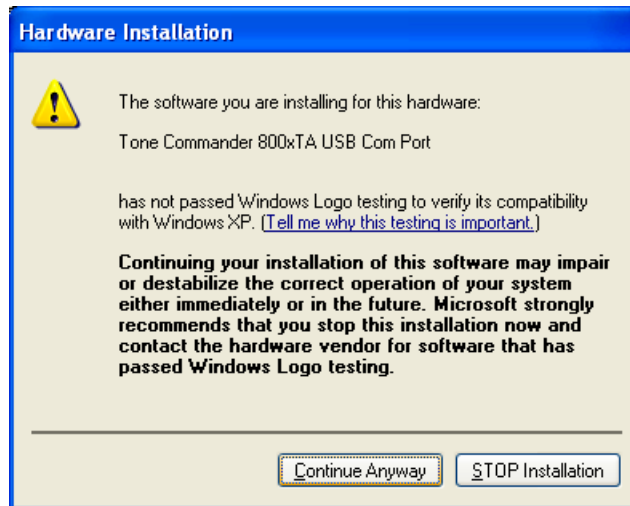 Hardware Installation
The software you are installing for this hardware:
Tone Commander 800xTA USB Com Port
has not passed Windows Logo testing to verify its compatibility
with Windows XP. (Tell me why this testing is important.)
Continuing your installation of this software may impair
or destabilize the correct operation of your system
either immediately or in the future. Microsoft strongly
recommends that you stop this installation now and
contact the hardware vendor for software that has
passed Windows Logo testing.
Continue Anyway
STOP Installation